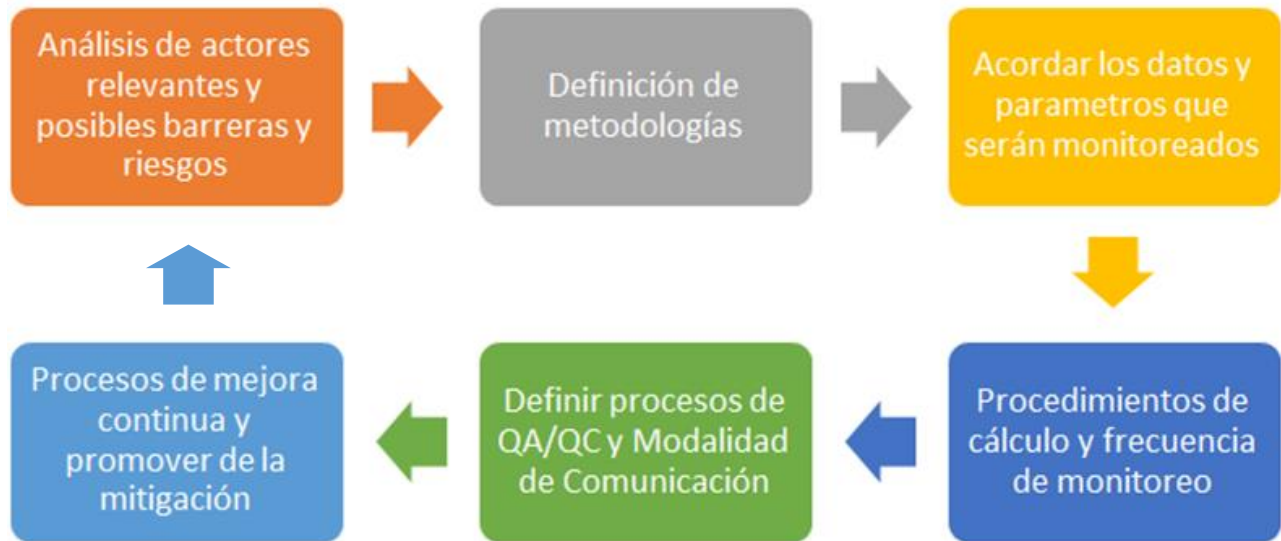 Análisis de actores
relevantes y
posibles barreras y
riesgos
Definición de
metodologías
Acordar los datos y
parametros que
serán monitoreados
Procedimientos de
cálculo y frecuencia
de monitoreo
Definir procesos de
QA/QC y Modalidad
de Comunicación
Procesos de mejora
continua y
promover de la
mitigación